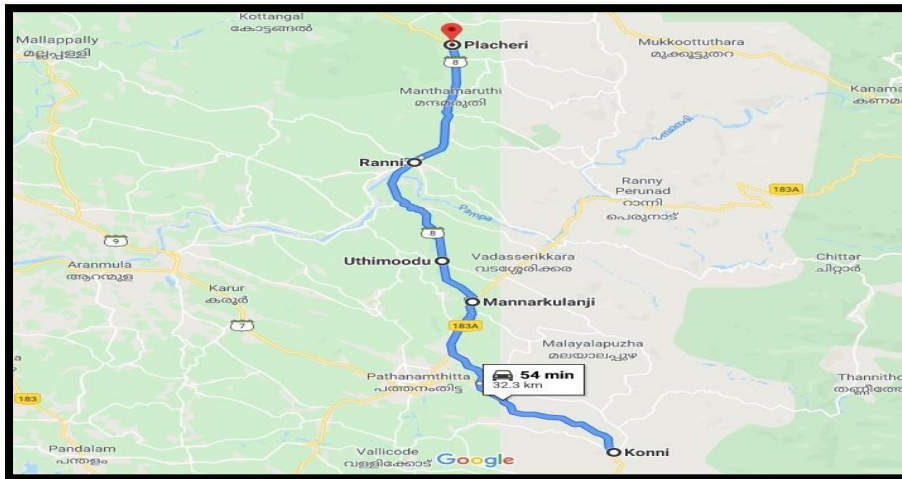 Kottangal
കോട്ടങ്ങൽ
Mallappally
മല്ലപ്പള്ളി
Placheri
Mukkoottuthara
മുക്കൂട്ടുതറ
8
Manthamaruthi
മന്ദമരുതി
Kanama
കണമ
Ranni
Ranny
Perunad
റാന്നി
പെരുനാട്
183A
Pampa
8
9
Uthimoodu
Vadasserikkara
വടശ്ശേരിക്കര
Chittar
ചിറ്റാർ
Aranmula
ആറന്മുള
Karur
കരൂർ
Mannarkulanji
7
183A
Malayalapuzha
മലയാലപ്പുഴ
54 min
32.3 km
Pathanamthitta
പത്തനംതിട്ട
Thannitho
183
Pandalam
പന്തളം
Vallicode
വള്ളിക്കോട്
Google
Konni